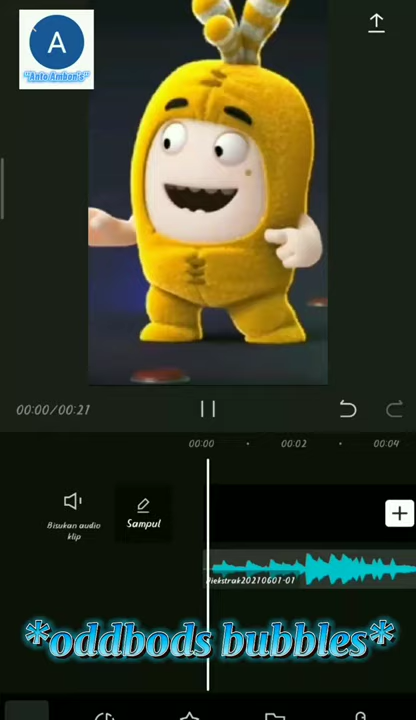 A
"Anto Ambon's"
00:00/00:21
00:00 00:02 00:04
Bisukan audio klip
Sampul
Diekstrak20210601-01
*oddbods bubbles*